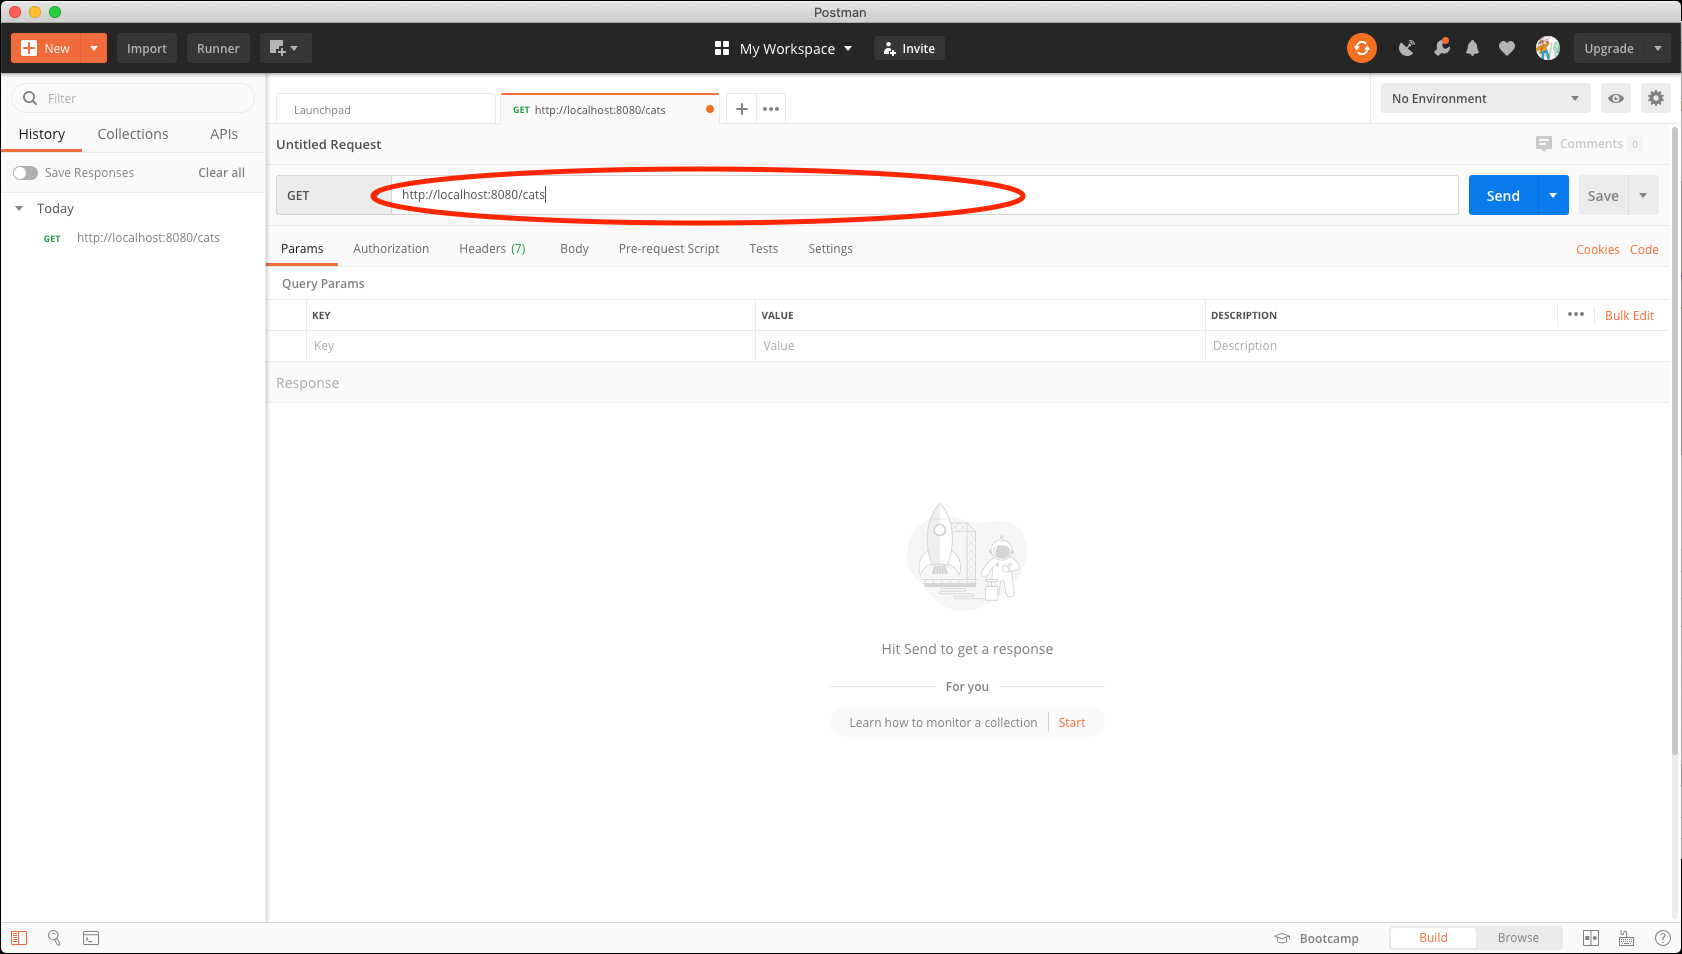 Postman
New
Import
Runner
My Workspace
Invite
Upgrade
Filter
History Collections APIs
Save Responses Clear all
Today
GET http://localhost:8080/cats
Launchpad
GET http://localhost:8080/cats
No Environment
Untitled Request
Comments 0
GET http://localhost:8080/cats
Send
Save
Params Authorization Headers (7) Body Pre-request Script Tests Settings
Cookies Code
Query Params
KEY VALUE DESCRIPTION
Bulk Edit
Key Value Description
Response
Hit Send to get a response
For you
Learn how to monitor a collection Start
Bootcamp
Build Browse